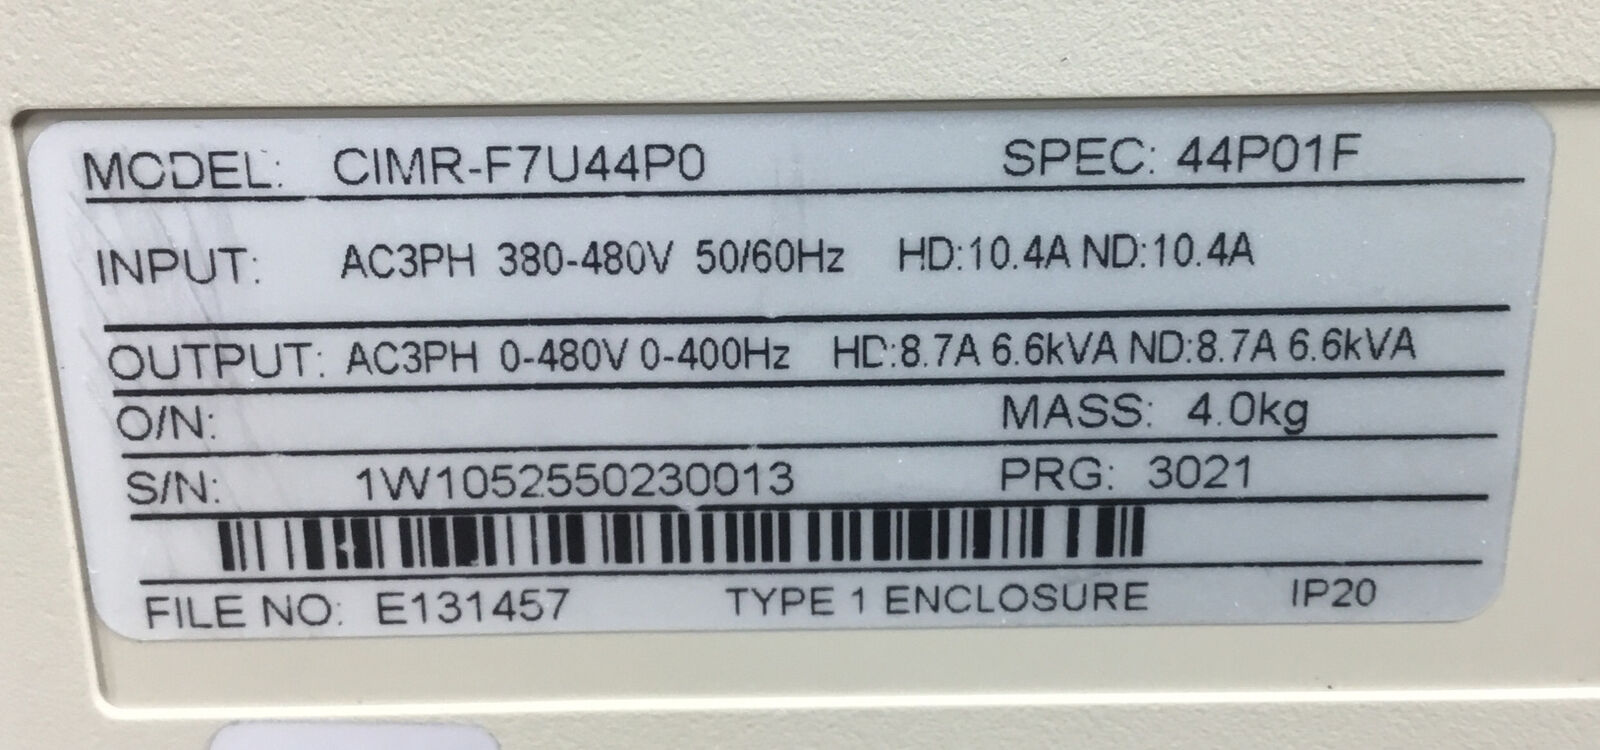 MODEL: CIMR-F7U44P0 SPEC: 44P01F
INPUT: AC3PH 380-480V 50/60Hz HD:10.4A ND:10.4A
OUTPUT: AC3PH 0-480V 0-400Hz HD:8.7A 6.6kVA ND:8.7A 6.6kVA
O/N: MASS: 4.0kg
S/N: 1W1052550230013 PRG: 3021
FILE NO: E131457 TYPE 1 ENCLOSURE IP20